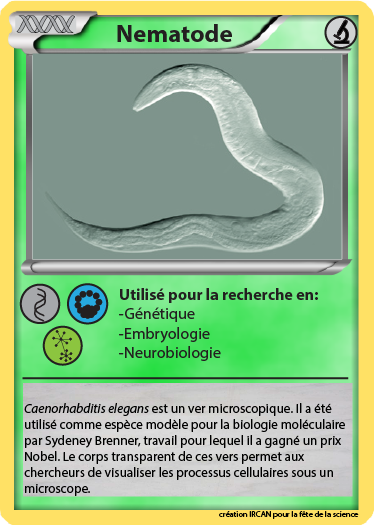 Nematode
Utilisé pour la recherche en:
-Génétique
-Embryologie
-Neurobiologie
Caenorhabditis elegans est un ver microscopique. Il a été
utilisé comme espèce modèle pour la biologie moléculaire
par Sydeney Brenner, travail pour lequel il a gagné un prix
Nobel. Le corps transparent de ces vers permet aux
chercheurs de visualiser les processus cellulaires sous un
microscope.
création IRCAN pour la fête de la science